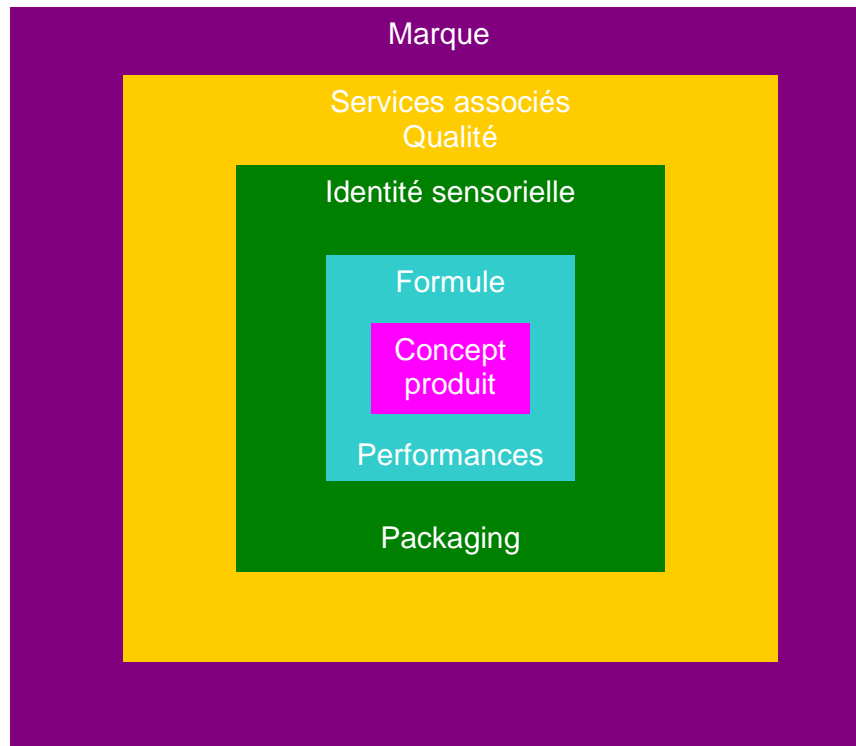 Marque
Services associés
Qualité
Identité sensorielle
Formule
Concept
produit
Performances
Packaging